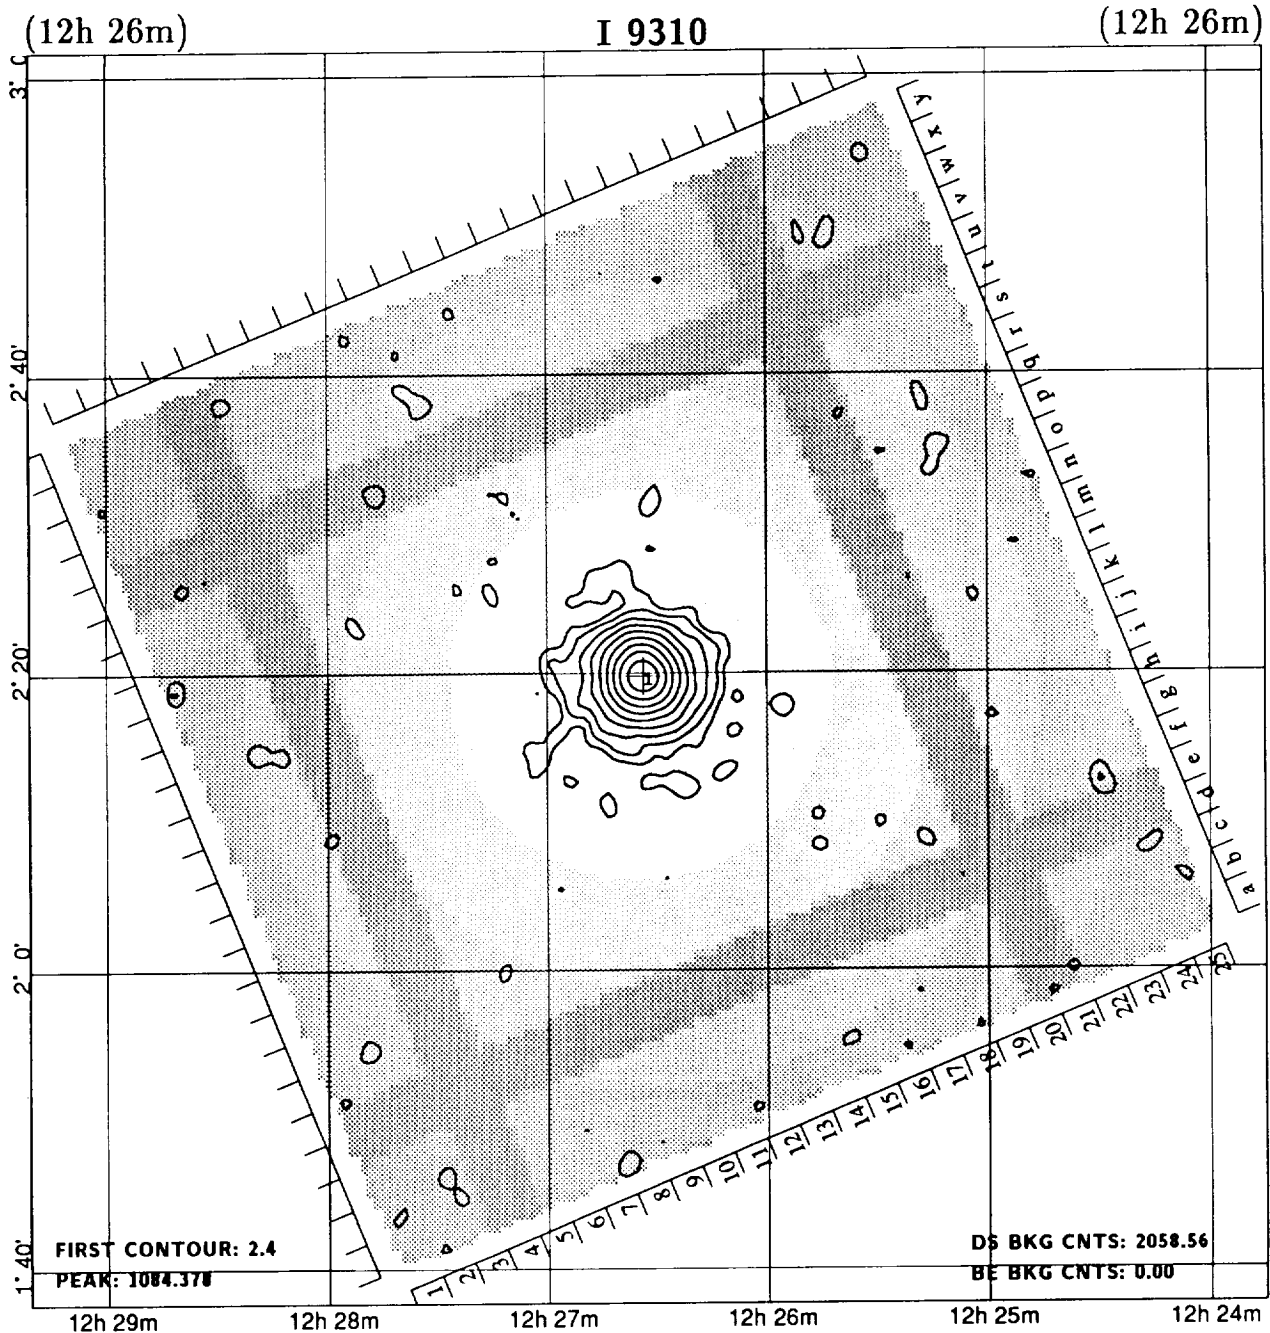 (12h 26m)
I 9310
(12h 26m)
3°
2° 40'
2° 20'
2° 0'
1° 40'
y
x
w
v
u
t
s
r
q
p
o
n
m
l
k
j
i
h
g
f
e
d
c
b
a
1
1 2 3 4 5 6 7 8 9 10 11 12 13 14 15 16 17 18 19 20 21 22 23 24 25
FIRST CONTOUR: 2.4
PEAK: 1084.378
DS BKG CNTS: 2058.56
BE BKG CNTS: 0.00
12h 29m 12h 28m 12h 27m 12h 26m 12h 25m 12h 24m